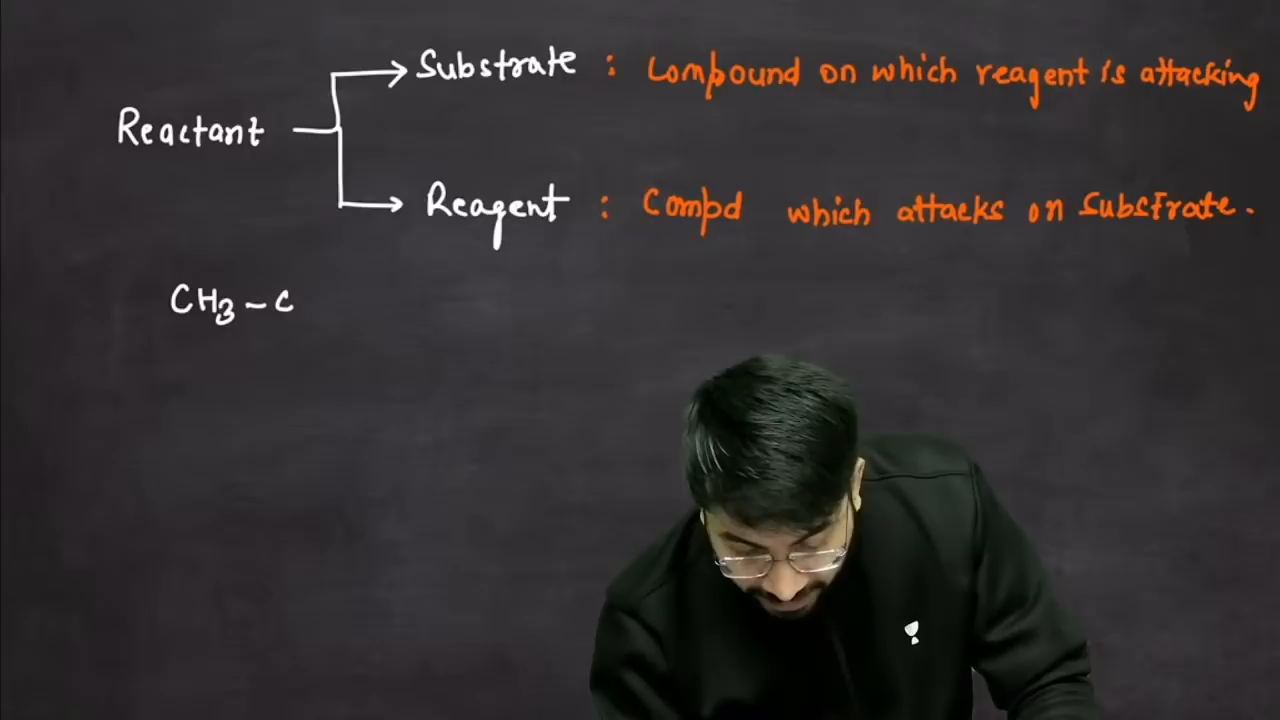 Substrate : Compound on which reagent is attacking
Reactant
Reagent : Compd which attacks on Substrate.
CH3 - C